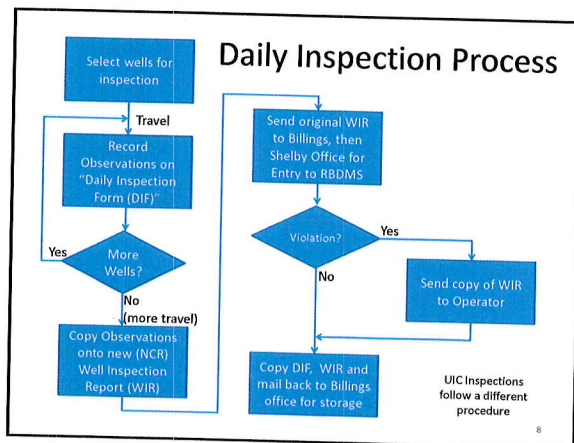 Daily Inspection Process
Select wells for
inspection
Travel
Record
Observations on
"Daily Inspection
Form (DIF)"
More
Wells?
Yes
No
(more travel)
Copy Observations
onto new (NCR)
Well Inspection
Report (WIR)
Send original WIR
to Billings, then
Shelby Office for
Entry to RBDMS
Violation?
Yes
No
Send copy of WIR
to Operator
Copy DIF, WIR and
mail back to Billings
office for storage
UIC Inspections
follow a different
procedure
8